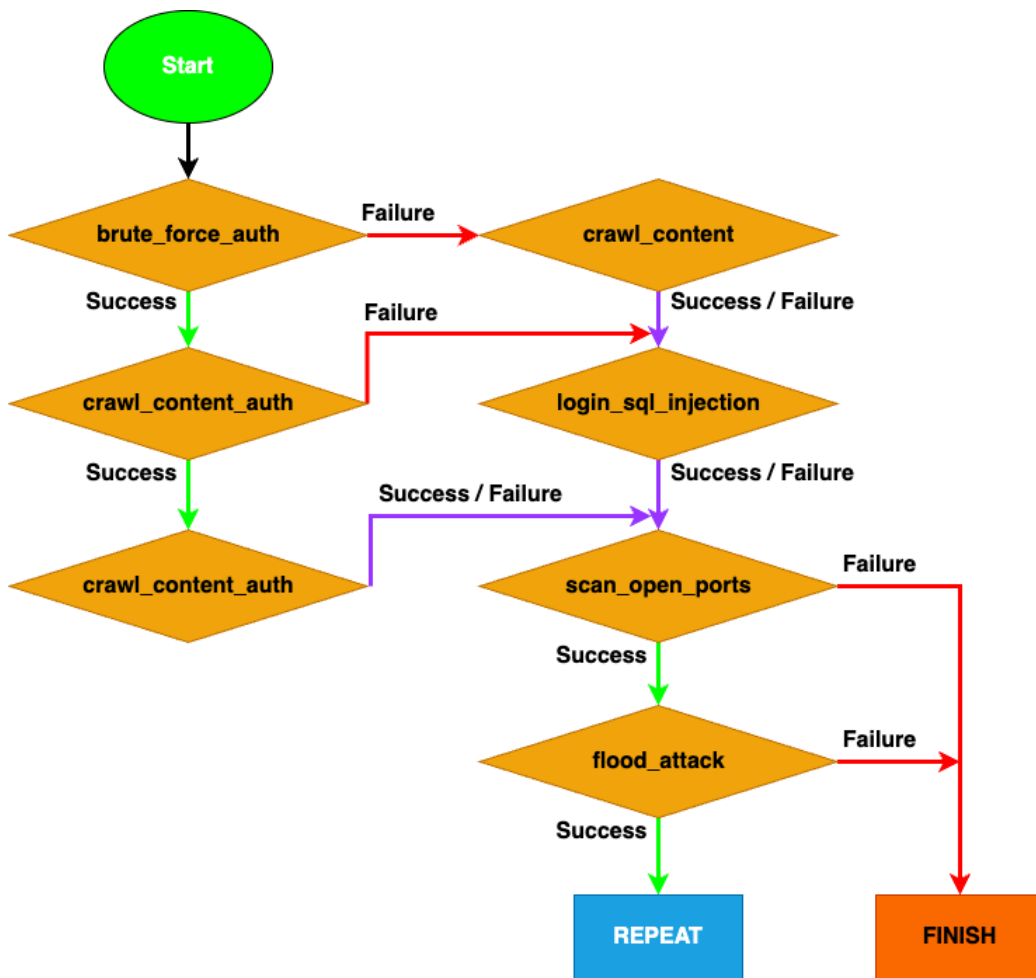 Start
brute_force_auth
Failure
crawl_content
Success
Failure
Success / Failure
crawl_content_auth
login_sql_injection
Success
Success / Failure
Success / Failure
crawl_content_auth
scan_open_ports
Failure
Success
flood_attack
Failure
Success
REPEAT
FINISH